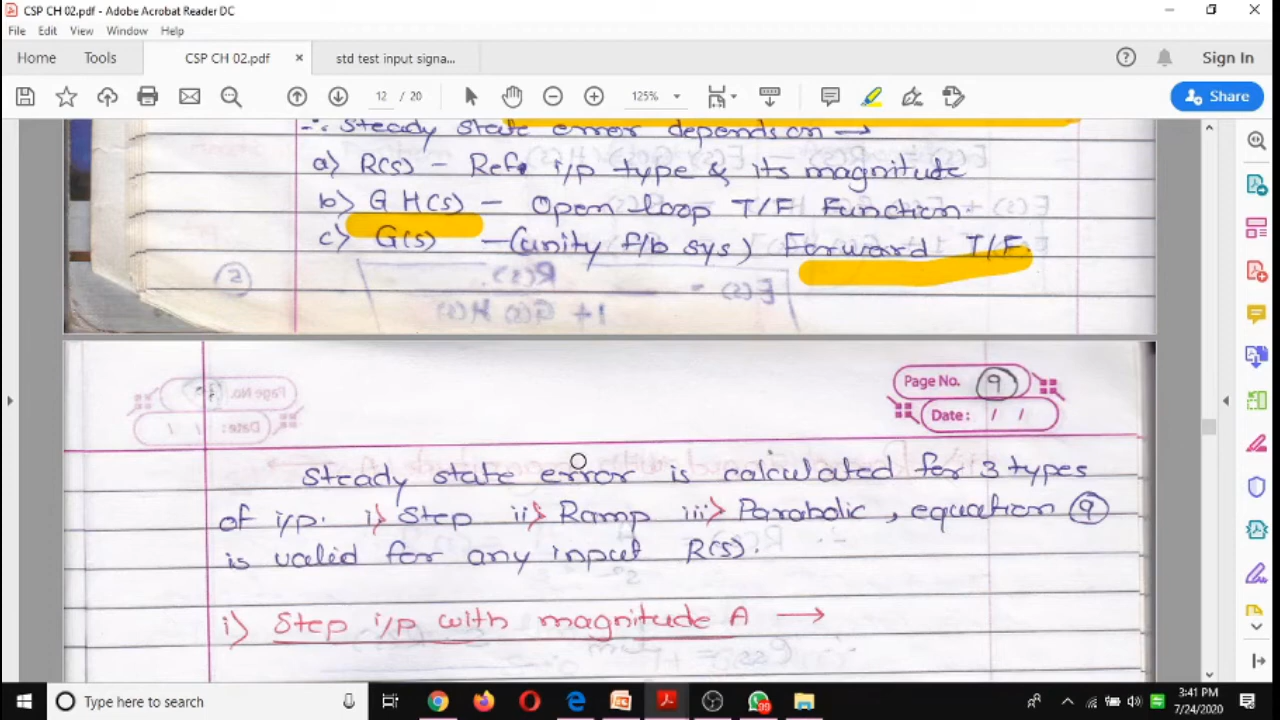 CSP CH 02.pdf - Adobe Acrobat Reader DC
File Edit View Window Help
Home Tools CSP CH 02.pdf × std test input signa...
Sign In
12 / 20
125%
Share
∴ Steady state error depends on →
a) R(s) - Ref. i/p type & its magnitude
b) G H(s) - Open loop T/F Function.
c) G(s) - (unity f/b sys) Forward T/F.
Page No. 9
Date: / /
Steady state error is calculated for 3 types
of i/p. i) Step ii) Ramp iii) Parabolic, equation 9
is valid for any input R(s).
i) Step i/p with magnitude A →
Type here to search
3:41 PM
7/24/2020